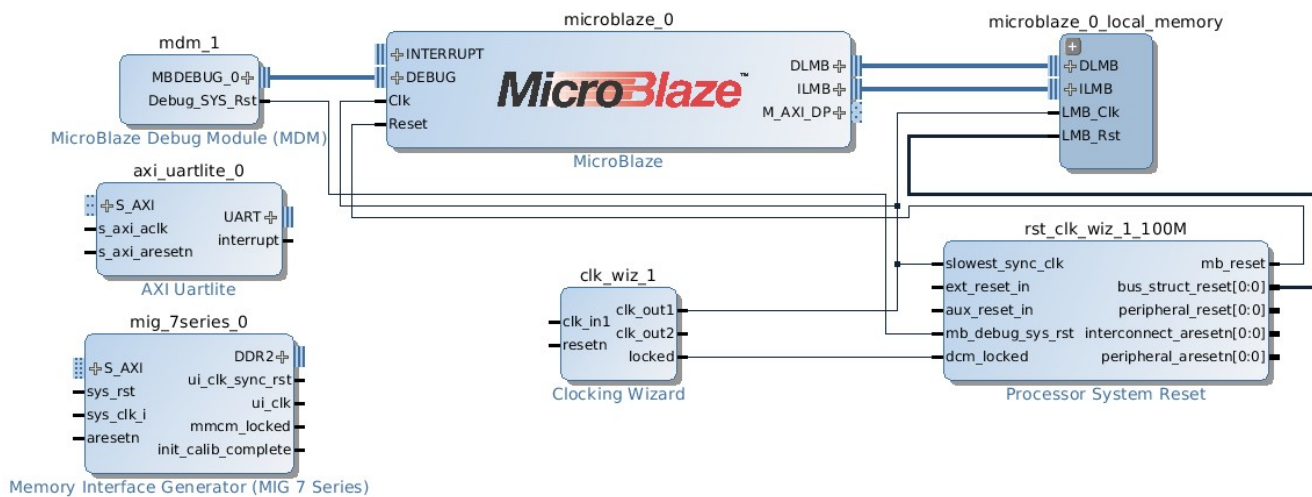 microblaze_0
microblaze_0_local_memory
mdm_1
INTERRUPT
MBDEBUG_0
DEBUG
DLMB
DLMB
Debug_SYS_Rst
Clk
MicroBlaze™
ILMB
ILMB
Reset
M_AXI_DP
LMB_Clk
LMB_Rst
MicroBlaze Debug Module (MDM)
MicroBlaze
axi_uartlite_0
S_AXI
UART
s_axi_aclk
interrupt
s_axi_aresetn
AXI Uartlite
rst_clk_wiz_1_100M
slowest_sync_clk
mb_reset
ext_reset_in
bus_struct_reset[0:0]
aux_reset_in
peripheral_reset[0:0]
mb_debug_sys_rst
interconnect_aresetn[0:0]
dcm_locked
peripheral_aresetn[0:0]
Processor System Reset
clk_wiz_1
clk_in1
clk_out1
resetn
clk_out2
locked
Clocking Wizard
mig_7series_0
DDR2
S_AXI
ui_clk_sync_rst
sys_rst
ui_clk
sys_clk_i
mmcm_locked
aresetn
init_calib_complete
Memory Interface Generator (MIG 7 Series)